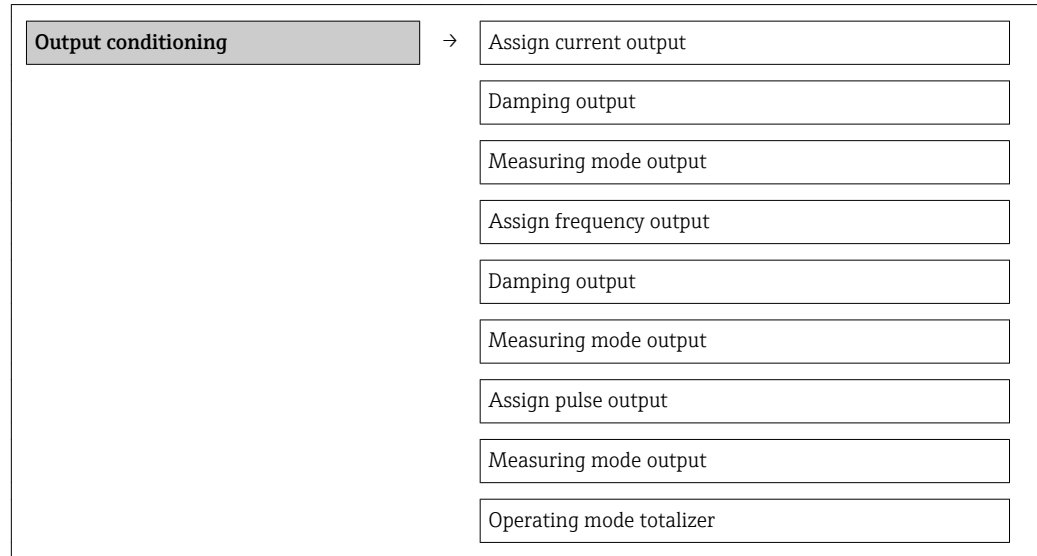 Output conditioning → Assign current output
Damping output
Measuring mode output
Assign frequency output
Damping output
Measuring mode output
Assign pulse output
Measuring mode output
Operating mode totalizer